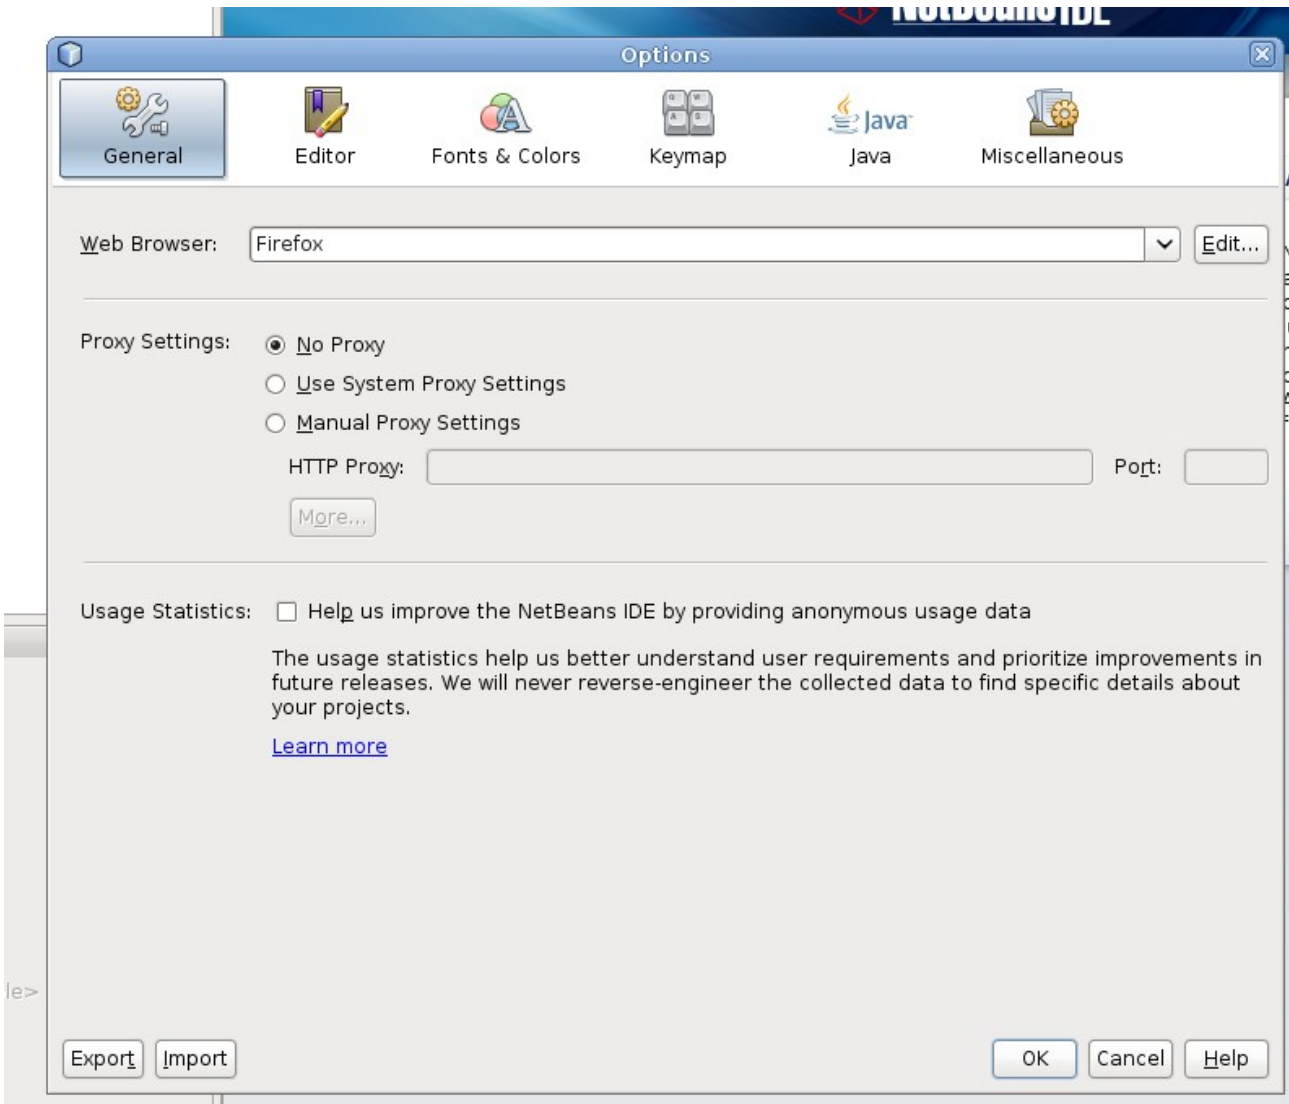 NetBeans IDE
Options
General
Editor
Fonts & Colors
Keymap
Java
Java
Miscellaneous
Web Browser:
Firefox
Edit...
Proxy Settings:
No Proxy
Use System Proxy Settings
Manual Proxy Settings
HTTP Proxy:
Port:
More...
Usage Statistics:
Help us improve the NetBeans IDE by providing anonymous usage data
The usage statistics help us better understand user requirements and prioritize improvements in
future releases. We will never reverse-engineer the collected data to find specific details about
your projects.
Learn more
le>
Export
Import
OK
Cancel
Help